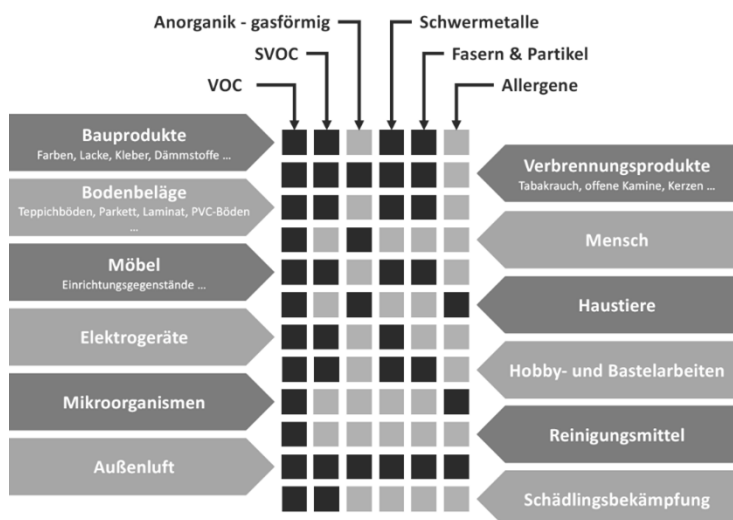 Anorganik - gasförmig
Schwermetalle
SVOC
Fasern & Partikel
VOC
Allergene
Bauprodukte
Farben, Lacke, Kleber, Dämmstoffe ...
Verbrennungsprodukte
Tabakrauch, offene Kamine, Kerzen ...
Bodenbeläge
Teppichböden, Parkett, Laminat, PVC-Böden
...
Mensch
Möbel
Einrichtungsgegenstände ...
Haustiere
Elektrogeräte
Hobby- und Bastelarbeiten
Mikroorganismen
Reinigungsmittel
Außenluft
Schädlingsbekämpfung